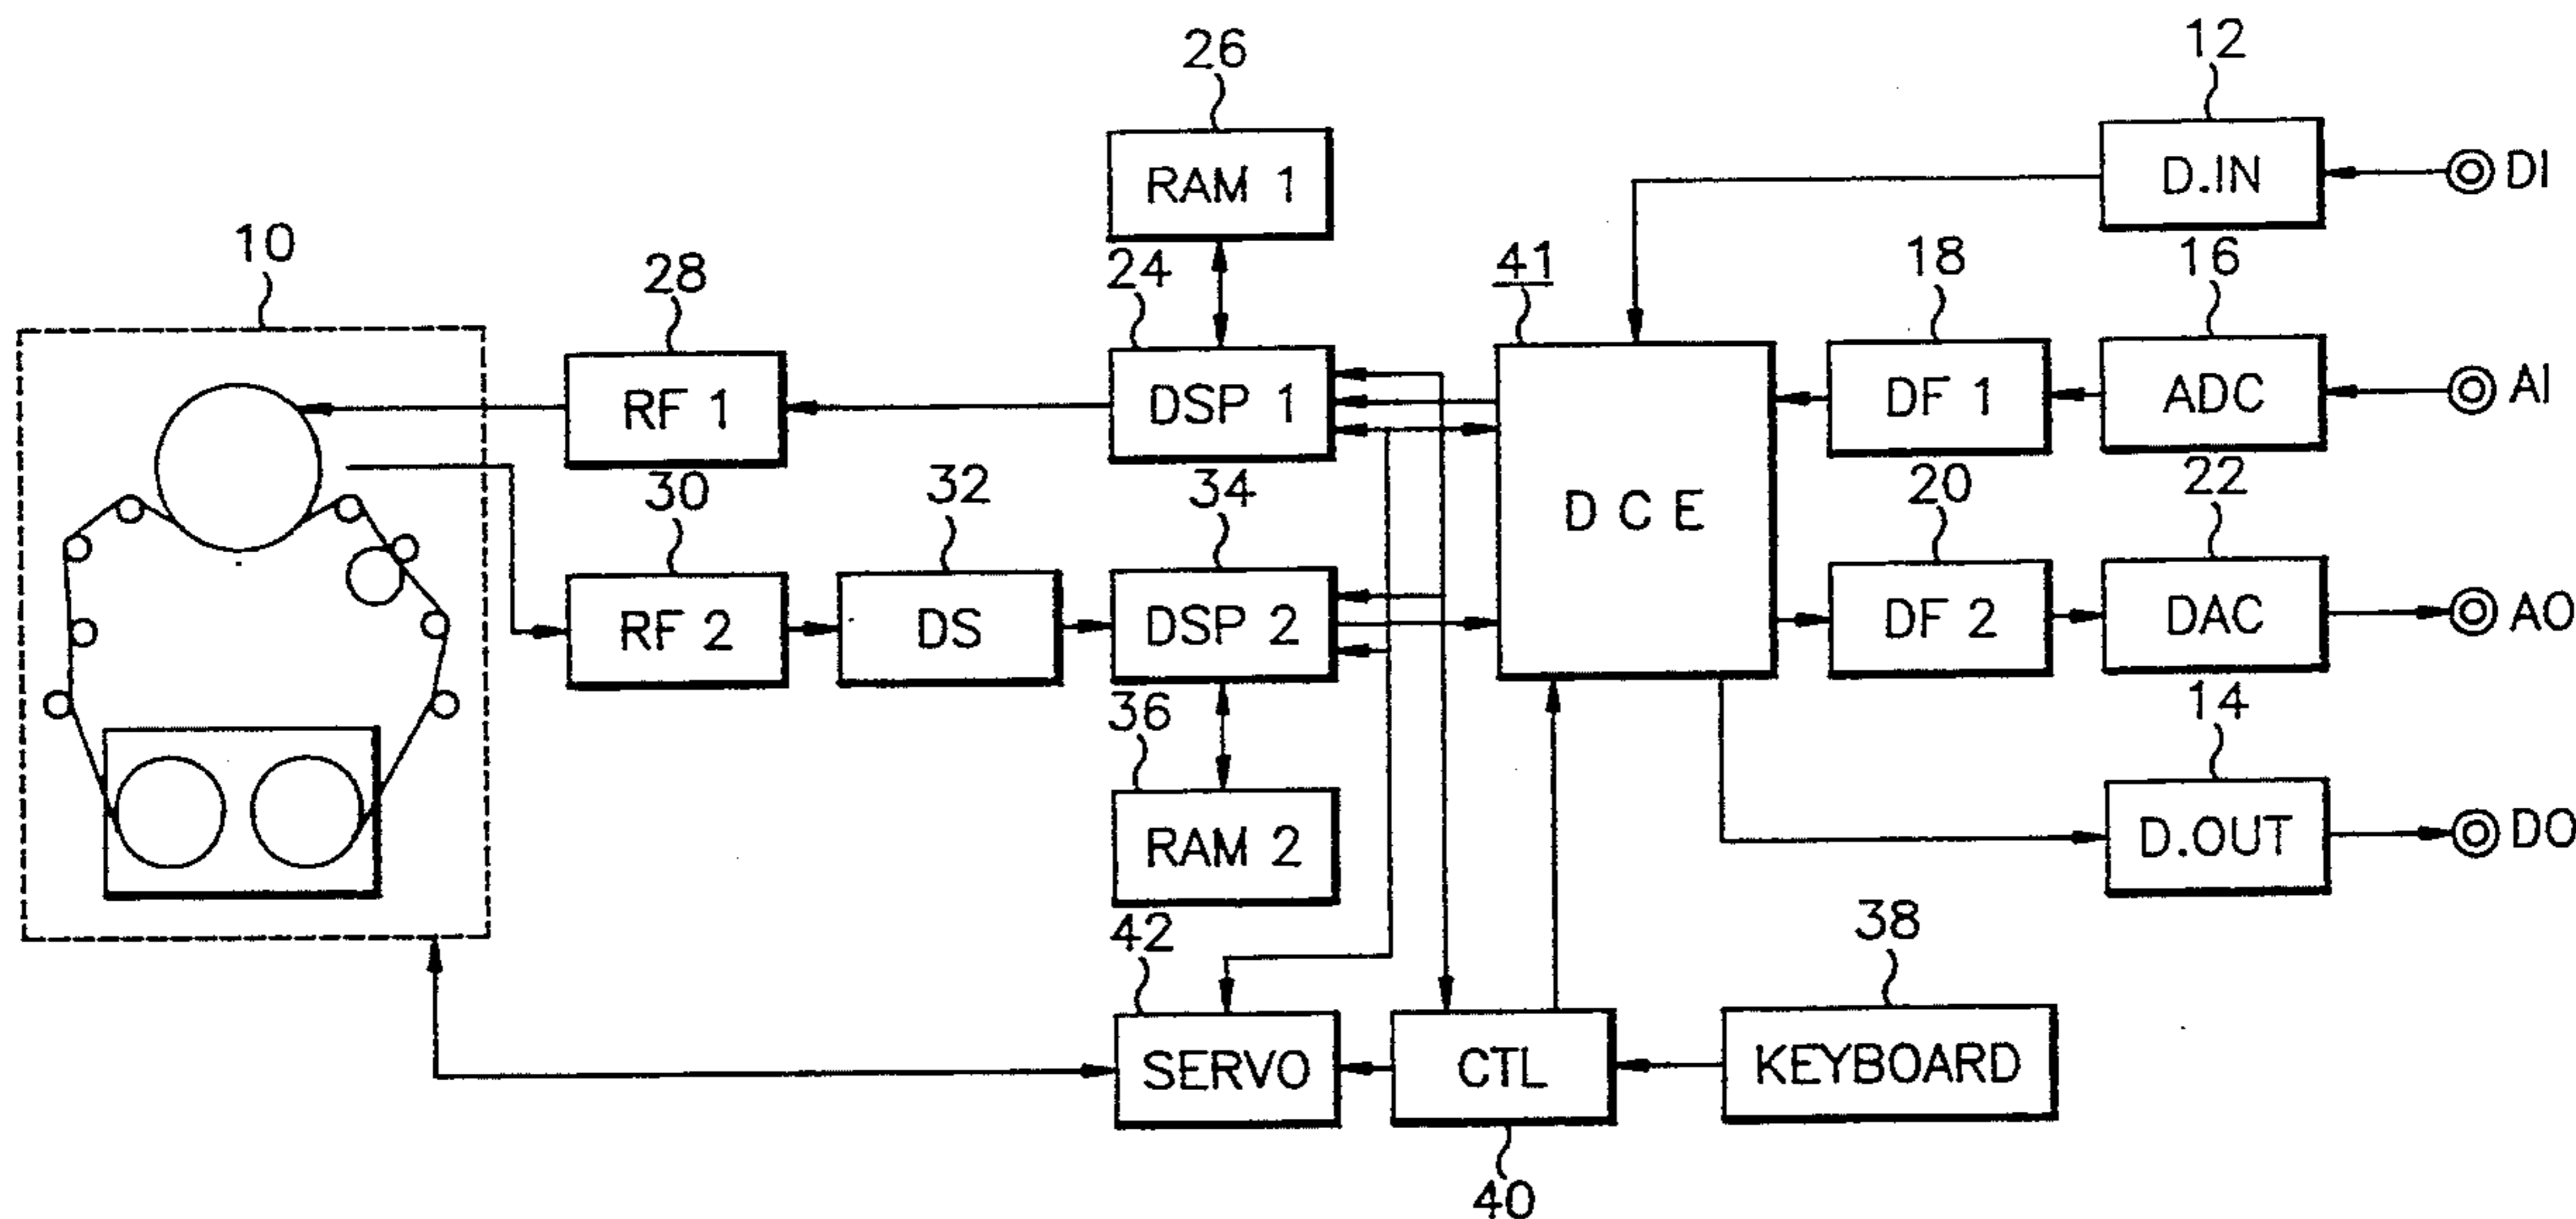 26
12
RAM 1
D.IN
DI
10
28
24
41
18
16
RF 1
DSP 1
DF 1
ADC
AI
30
32
34
D C E
20
22
RF 2
DS
DSP 2
DF 2
DAC
AO
36
14
RAM 2
D.OUT
DO
42
38
SERVO
CTL
KEYBOARD
40